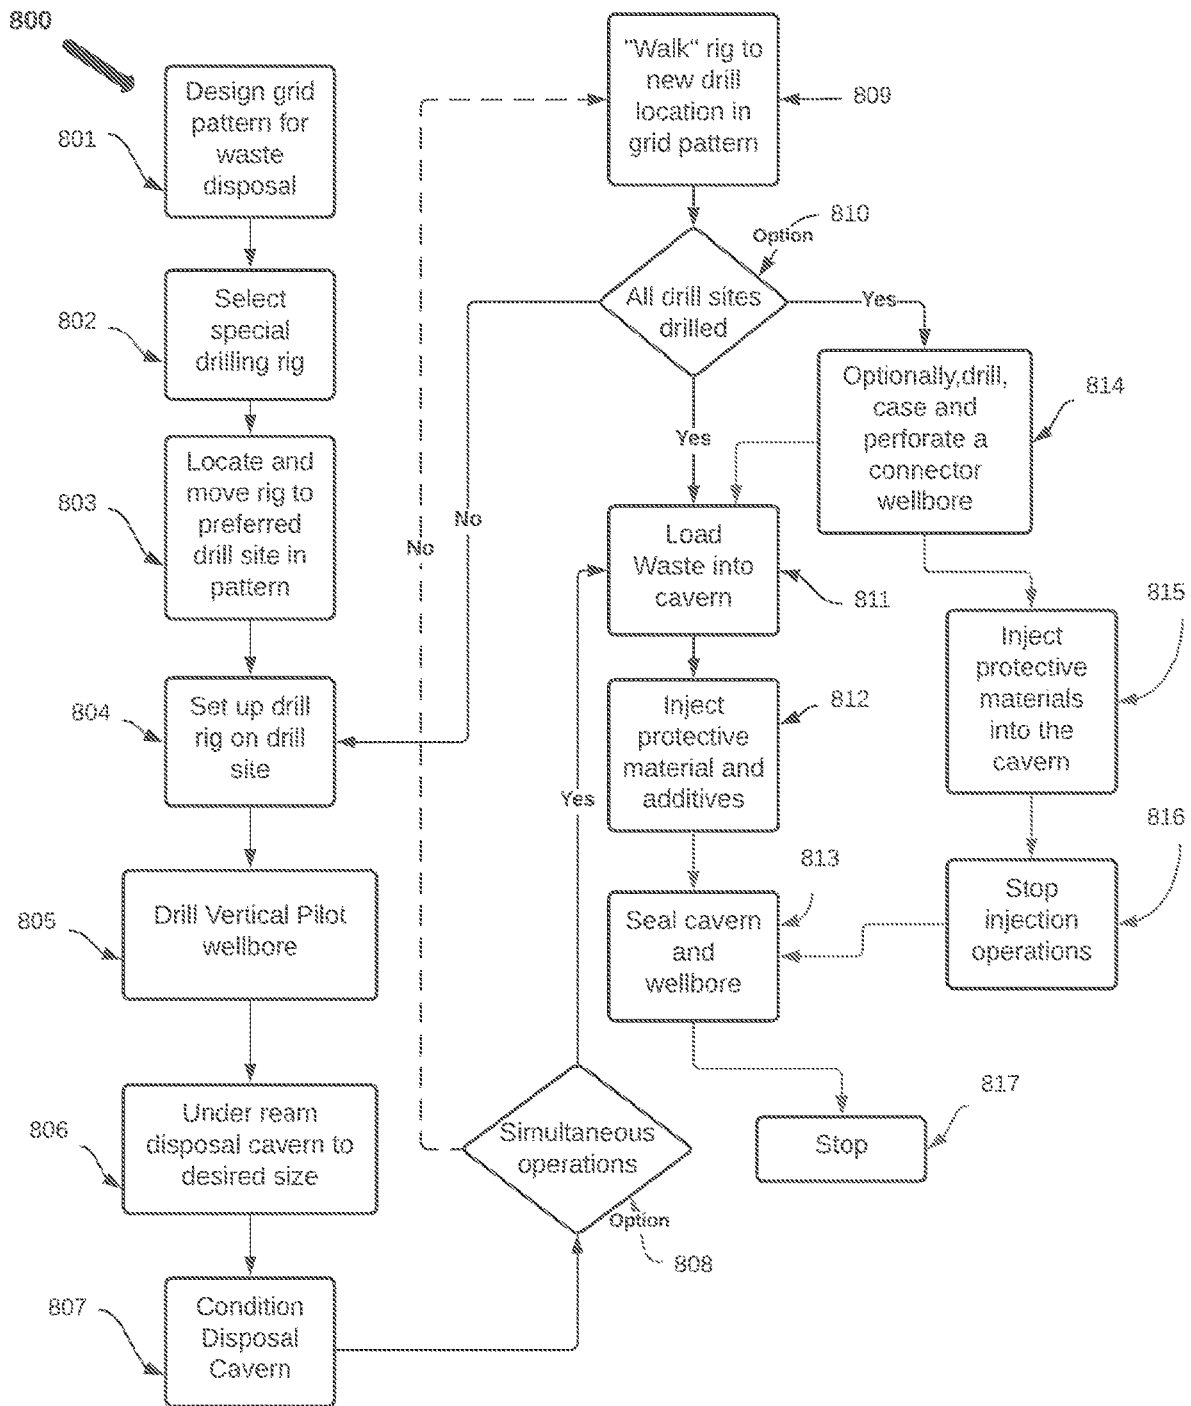 800
801
Design grid
pattern for
waste
disposal
802
Select
special
drilling rig
803
Locate and
move rig to
preferred
drill site in
pattern
804
Set up drill
rig on drill
site
805
Drill Vertical Pilot
wellbore
806
Under ream
disposal cavern to
desired size
807
Condition
Disposal
Cavern
Simultaneous
operations
Option
808
No
Yes
"Walk" rig to
new drill
location in
grid pattern
809
All drill sites
drilled
Option
810
No
Yes
Yes
Load
Waste into
cavern
811
Inject
protective
material and
additives
812
Seal cavern
and
wellbore
813
Optionally,drill,
case and
perforate a
connector
wellbore
814
Inject
protective
materials
into the
cavern
815
Stop
injection
operations
816
Stop
817